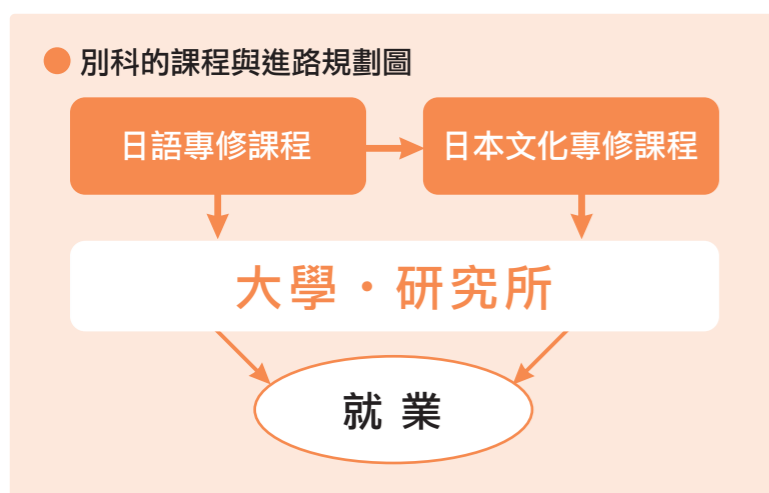 別科的課程與進路規劃圖
日語專修課程
日本文化專修課程
大學・研究所
就 業